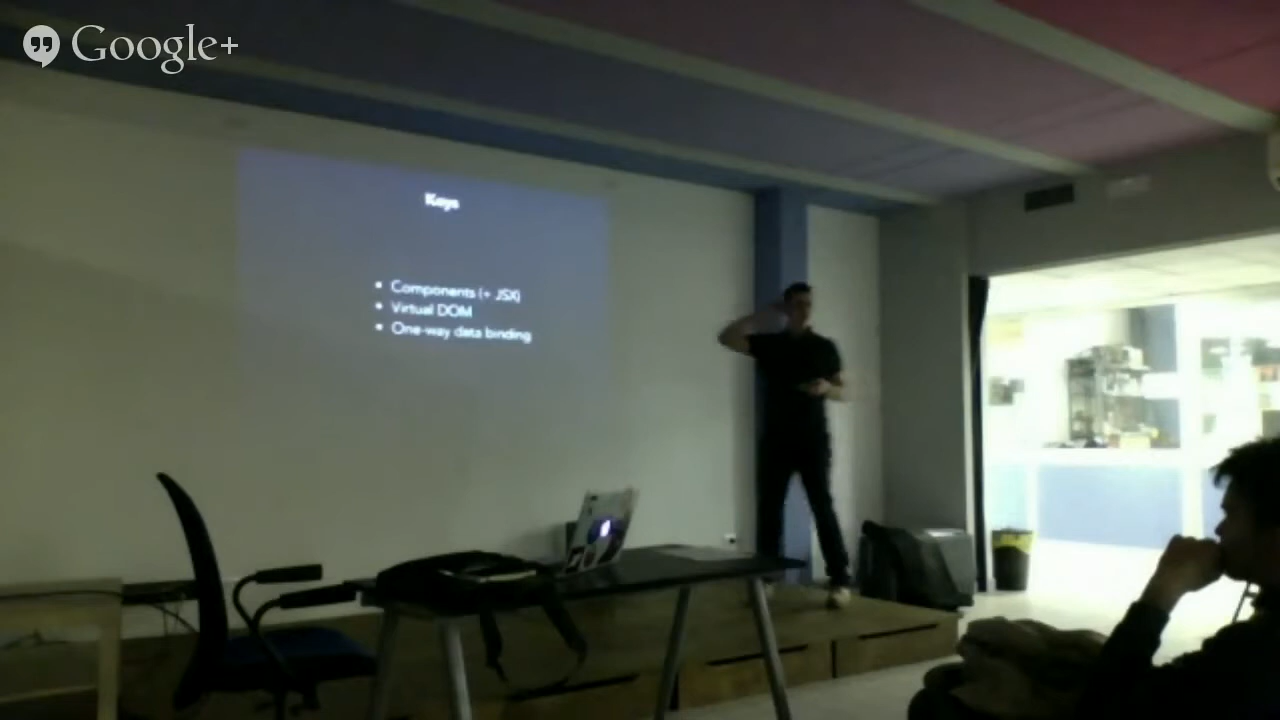 Google+
Keys
• Components (+ JSX)
• Virtual DOM
• One-way data binding